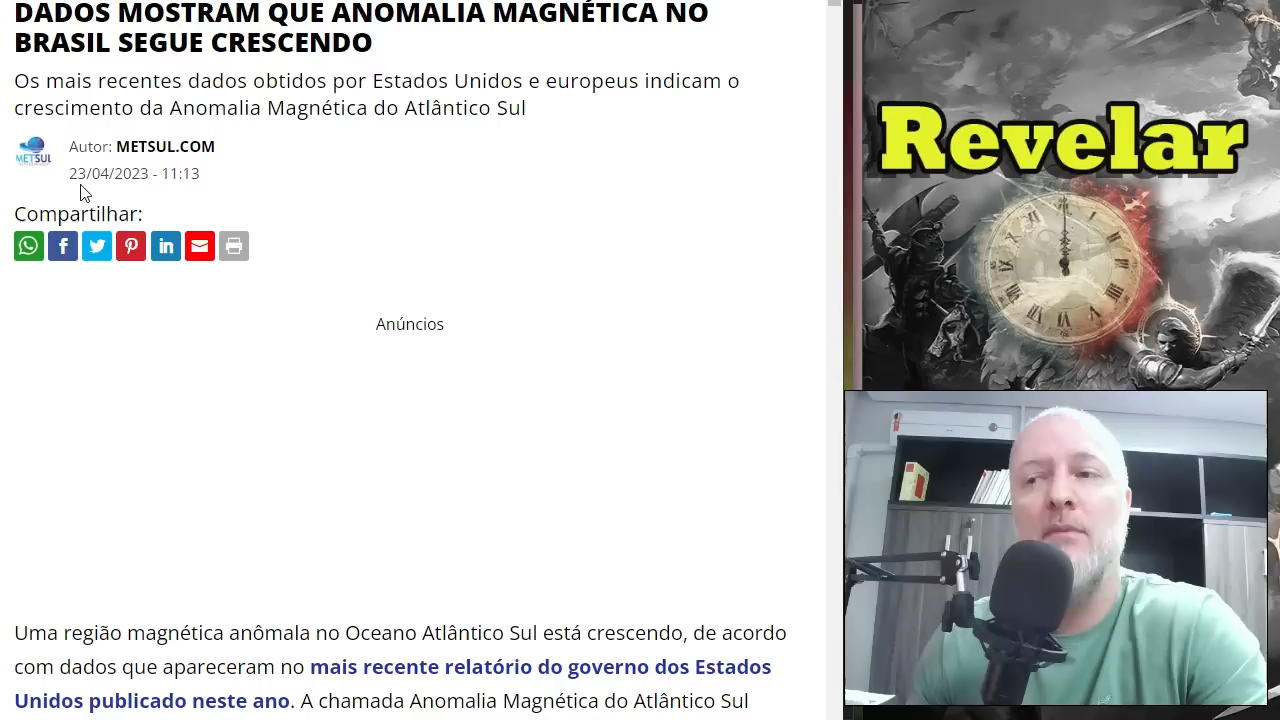 DADOS MOSTRAM QUE ANOMALIA MAGNÉTICA NO
BRASIL SEGUE CRESCENDO
Os mais recentes dados obtidos por Estados Unidos e europeus indicam o
crescimento da Anomalia Magnética do Atlântico Sul
METSUL
Autor: METSUL.COM
23/04/2023 - 11:13
Compartilhar:
Anúncios
Uma região magnética anômala no Oceano Atlântico Sul está crescendo, de acordo
com dados que apareceram no mais recente relatório do governo dos Estados
Unidos publicado neste ano. A chamada Anomalia Magnética do Atlântico Sul
Revelar